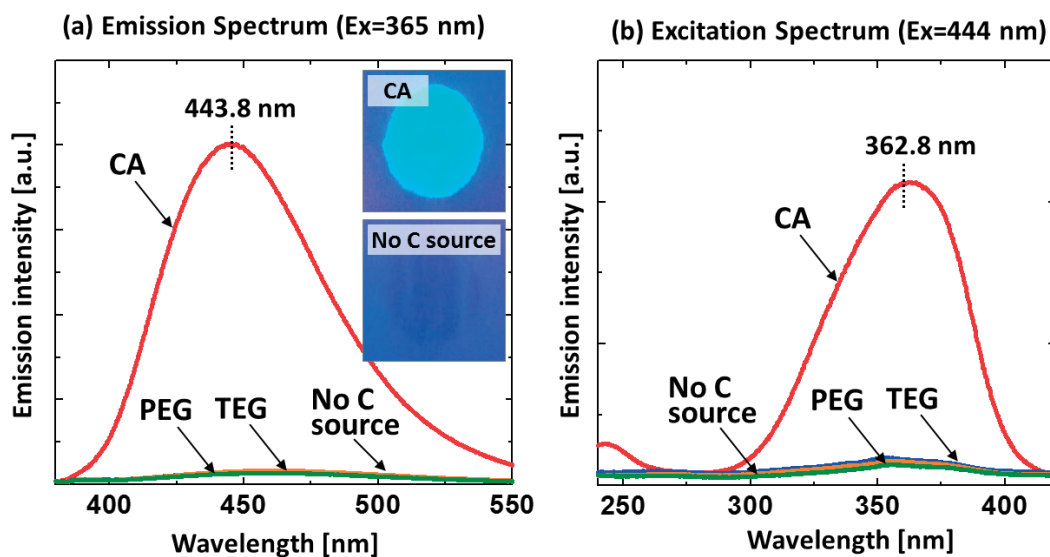 (a) Emission Spectrum (Ex=365 nm)
Emission intensity [a.u.]
443.8 nm
CA
CA
No C source
PEG
TEG
No C
source
400
450
500
550
Wavelength [nm]
(b) Excitation Spectrum (Ex=444 nm)
Emission intensity [a.u.]
362.8 nm
CA
No C
source
PEG
TEG
250
300
350
400
Wavelength [nm]